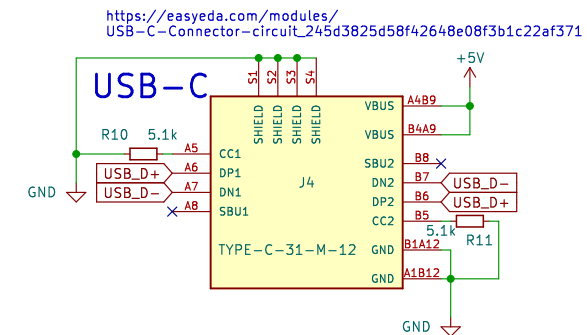 https://easyeda.com/modules/
USB-C-Connector-circuit_245d3825d58f42648e08f3b1c22af371
USB-C
+5V
S1 S2 S3 S4
SHIELD SHIELD SHIELD SHIELD
VBUS A4B9
VBUS B4A9
R10 5.1k A5 CC1
SBU2 B8
USB_D+ A6 DP1
DN2 B7 USB_D-
USB_D- A7 DN1
DP2 B6 USB_D+
GND
A8 SBU1
J4
CC2 B5
5.1k R11
TYPE-C-31-M-12
GND B1A12
GND A1B12
GND